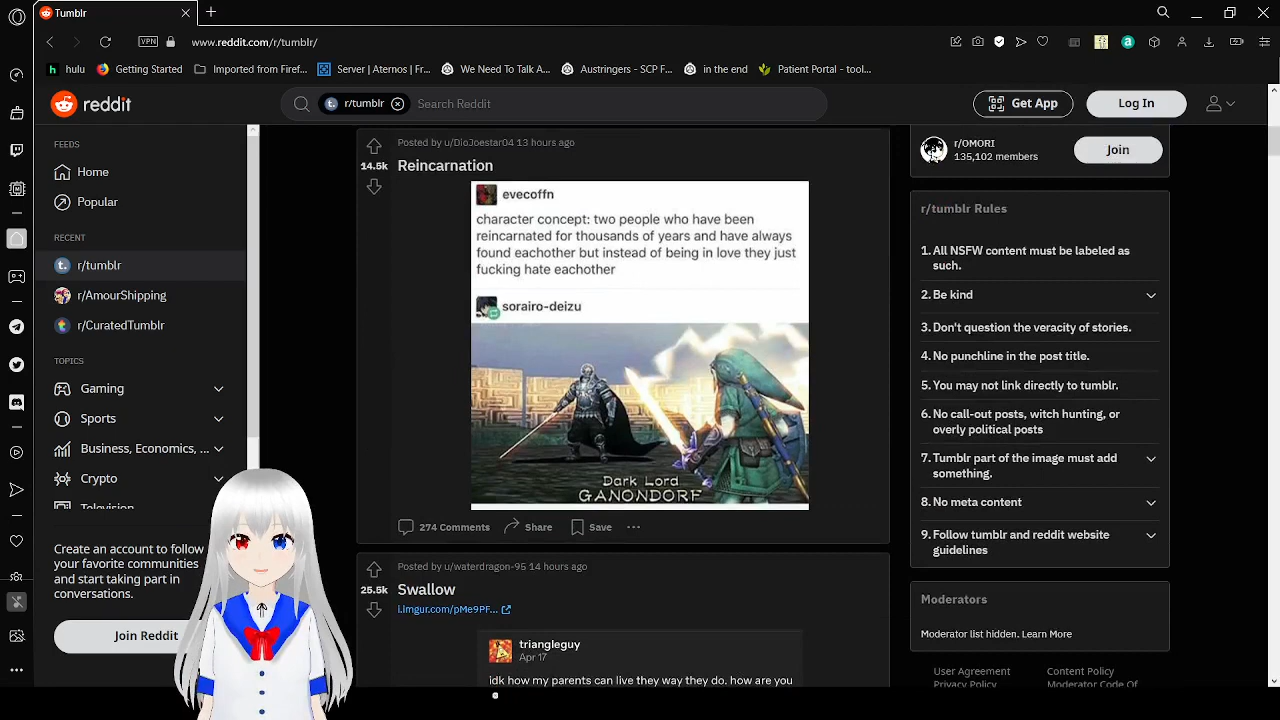 Tumblr
VPN
www.reddit.com/r/tumblr/
hulu
Getting Started
Imported from Firef...
Server | Aternos | Fr...
We Need To Talk A...
Austringers - SCP F...
in the end
Patient Portal - tool...
reddit
r/tumblr
Search Reddit
Get App
Log In
FEEDS
Home
Popular
RECENT
r/tumblr
r/AmourShipping
r/CuratedTumblr
TOPICS
Gaming
Sports
Business, Economics, ...
Crypto
Television
Create an account to follow
your favorite communities
and start taking part in
conversations.
Join Reddit
Posted by u/DioJoestar04 13 hours ago
14.5k
Reincarnation
evecoffn
character concept: two people who have been
reincarnated for thousands of years and have always
found eachother but instead of being in love they just
fucking hate eachother
sorairo-deizu
Dark Lord
GANONDORF
274 Comments
Share
Save
Posted by u/waterdragon-95 14 hours ago
25.5k
Swallow
i.imgur.com/pMe9PF...
triangleguy
Apr 17
idk how my parents can live they way they do. how are you
r/OMORI
135,102 members
Join
r/tumblr Rules
1. All NSFW content must be labeled as
such.
2. Be kind
3. Don't question the veracity of stories.
4. No punchline in the post title.
5. You may not link directly to tumblr.
6. No call-out posts, witch hunting, or
overly political posts
7. Tumblr part of the image must add
something.
8. No meta content
9. Follow tumblr and reddit website
guidelines
Moderators
Moderator list hidden. Learn More
User Agreement
Content Policy
Privacy Policy
Moderator Code Of